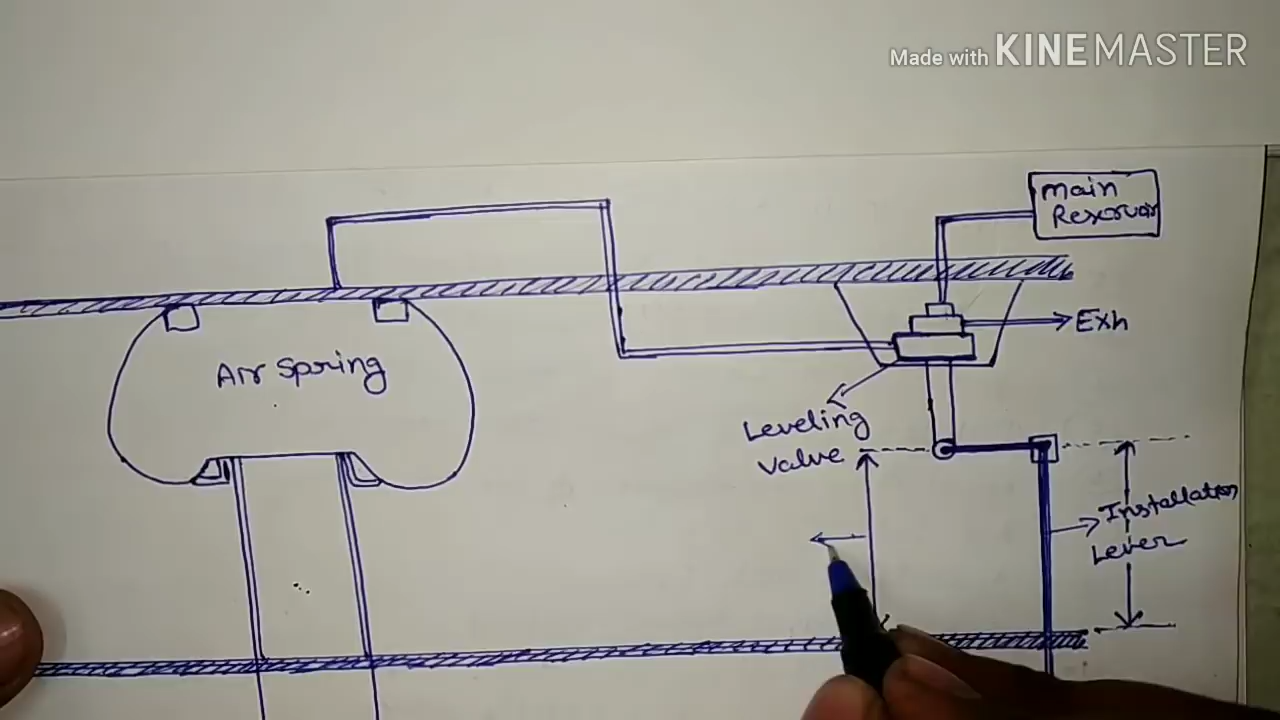 Made with KINEMASTER
main
Reservoir
Exh
Air Spring
Leveling
Valve
Installation
Lever